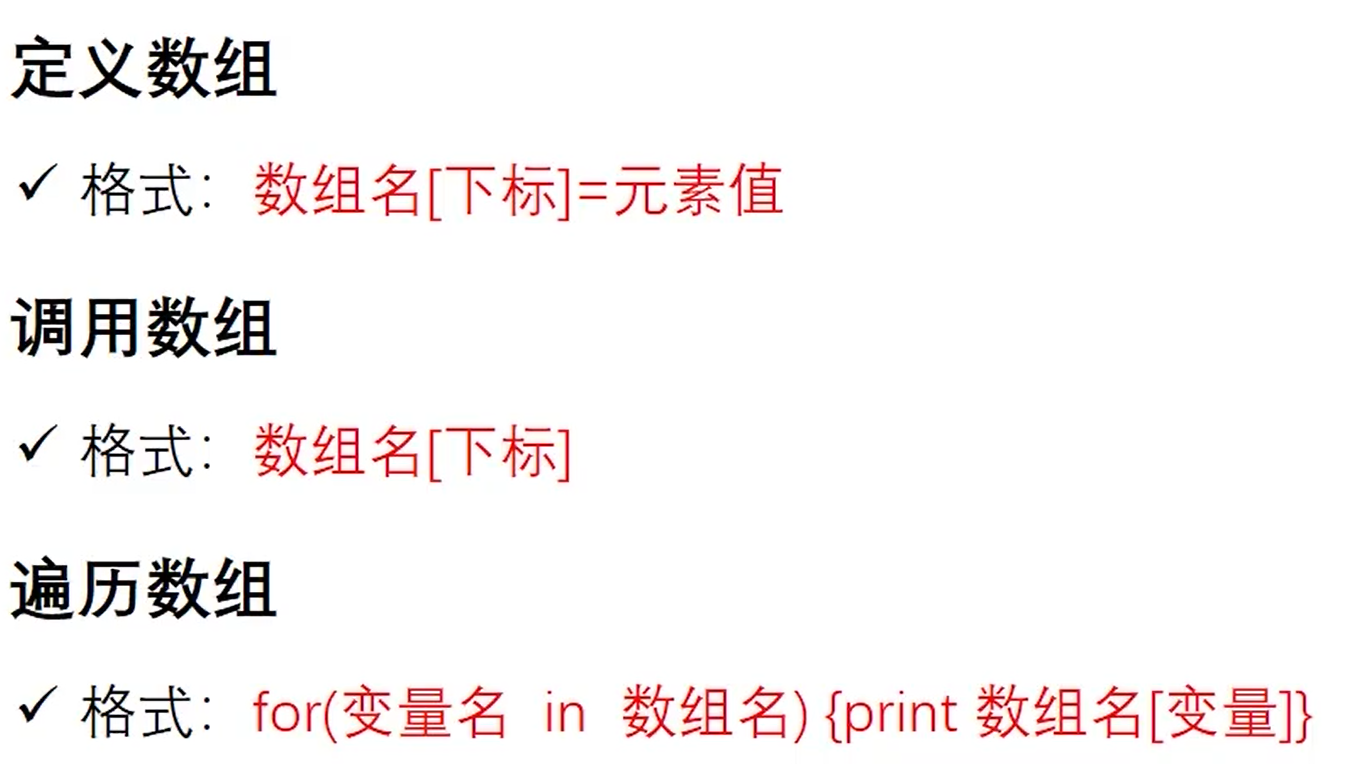 定义数组
✓ 格式：数组名[下标]=元素值
调用数组
✓ 格式：数组名[下标]
遍历数组
✓ 格式：for(变量名 in 数组名) {print 数组名[变量]}